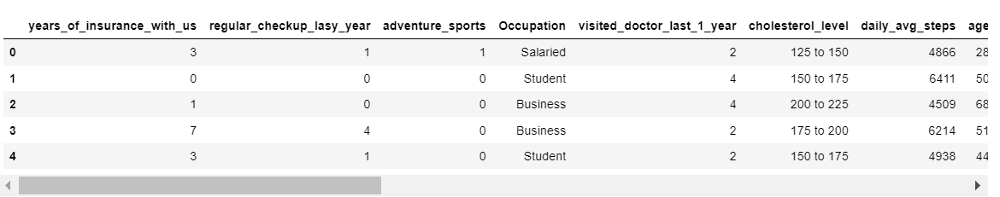 years_of_insurance_with_us regular_checkup_lasy_year adventure_sports Occupation visited_doctor_last_1_year cholesterol_level daily_avg_steps age
0 3 1 1 Salaried 2 125 to 150 4866 28
1 0 0 0 Student 4 150 to 175 6411 50
2 1 0 0 Business 4 200 to 225 4509 68
3 7 4 0 Business 2 175 to 200 6214 51
4 3 1 0 Student 2 150 to 175 4938 44